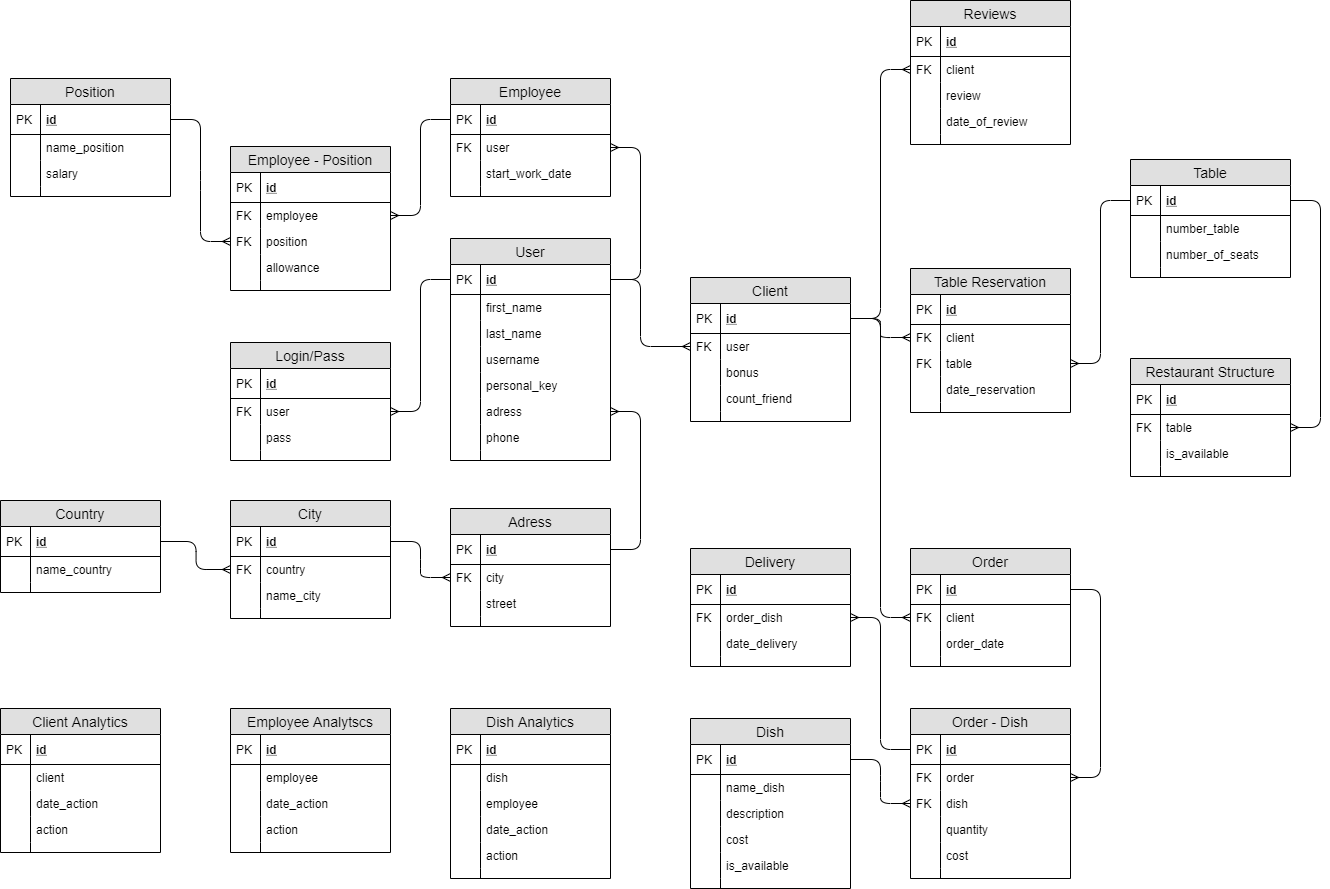 Reviews
PK id
FK client
review
date_of_review
Position
PK id
name_position
salary
Employee
PK id
FK user
start_work_date
Employee - Position
PK id
FK employee
FK position
allowance
Table
PK id
number_table
number_of_seats
User
PK id
first_name
last_name
username
personal_key
adress
phone
Client
PK id
FK user
bonus
count_friend
Table Reservation
PK id
FK client
FK table
date_reservation
Login/Pass
PK id
FK user
pass
Restaurant Structure
PK id
FK table
is_available
Country
PK id
name_country
City
PK id
FK country
name_city
Adress
PK id
FK city
street
Delivery
PK id
FK order_dish
date_delivery
Order
PK id
FK client
order_date
Client Analytics
PK id
client
date_action
action
Employee Analytscs
PK id
employee
date_action
action
Dish Analytics
PK id
dish
employee
date_action
action
Dish
PK id
name_dish
description
cost
is_available
Order - Dish
PK id
FK order
FK dish
quantity
cost